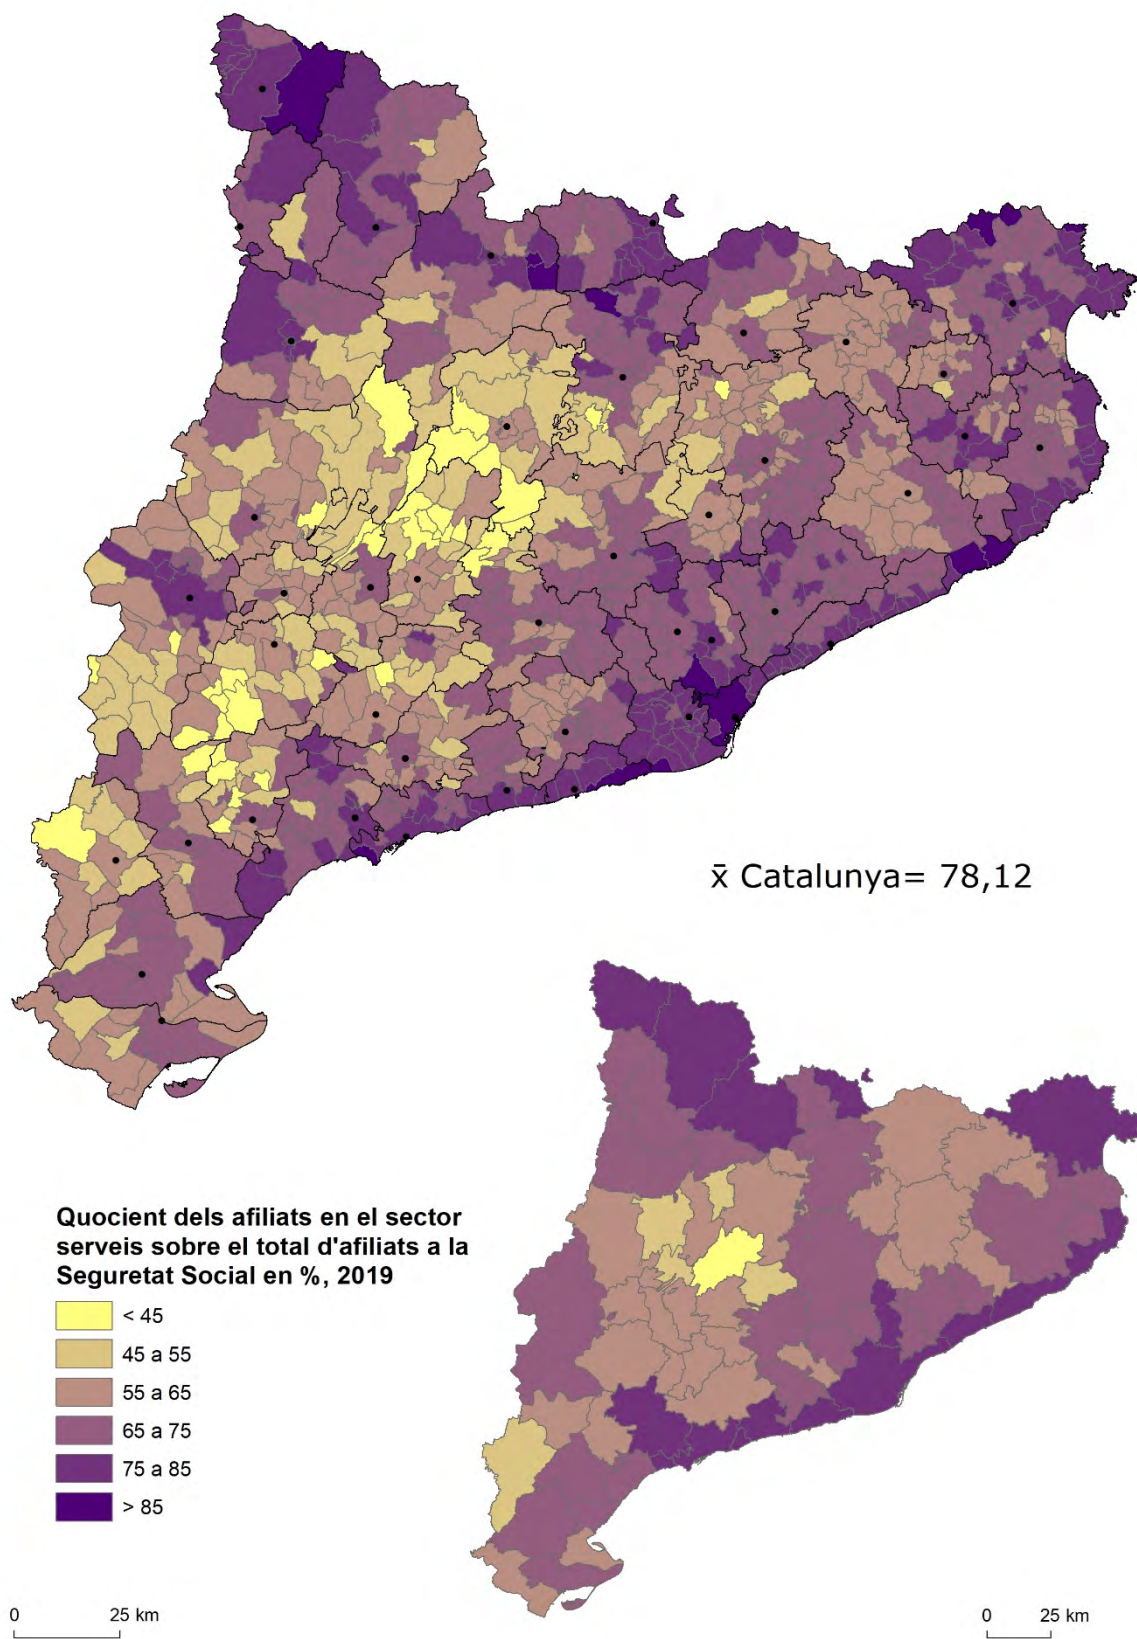 x̄ Catalunya= 78,12
Quocient dels afiliats en el sector
serveis sobre el total d'afiliats a la
Seguretat Social en %, 2019
< 45
45 a 55
55 a 65
65 a 75
75 a 85
> 85
0 25 km
0 25 km